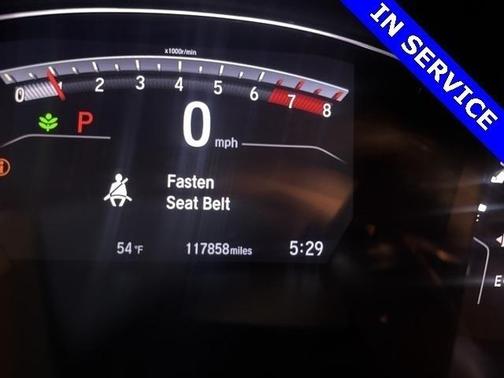 IN SERVICE
x1000r/min
0 1 2 3 4 5 6 7 8
P
0 mph
Fasten
Seat Belt
54 °F 117858 miles 5:29
E